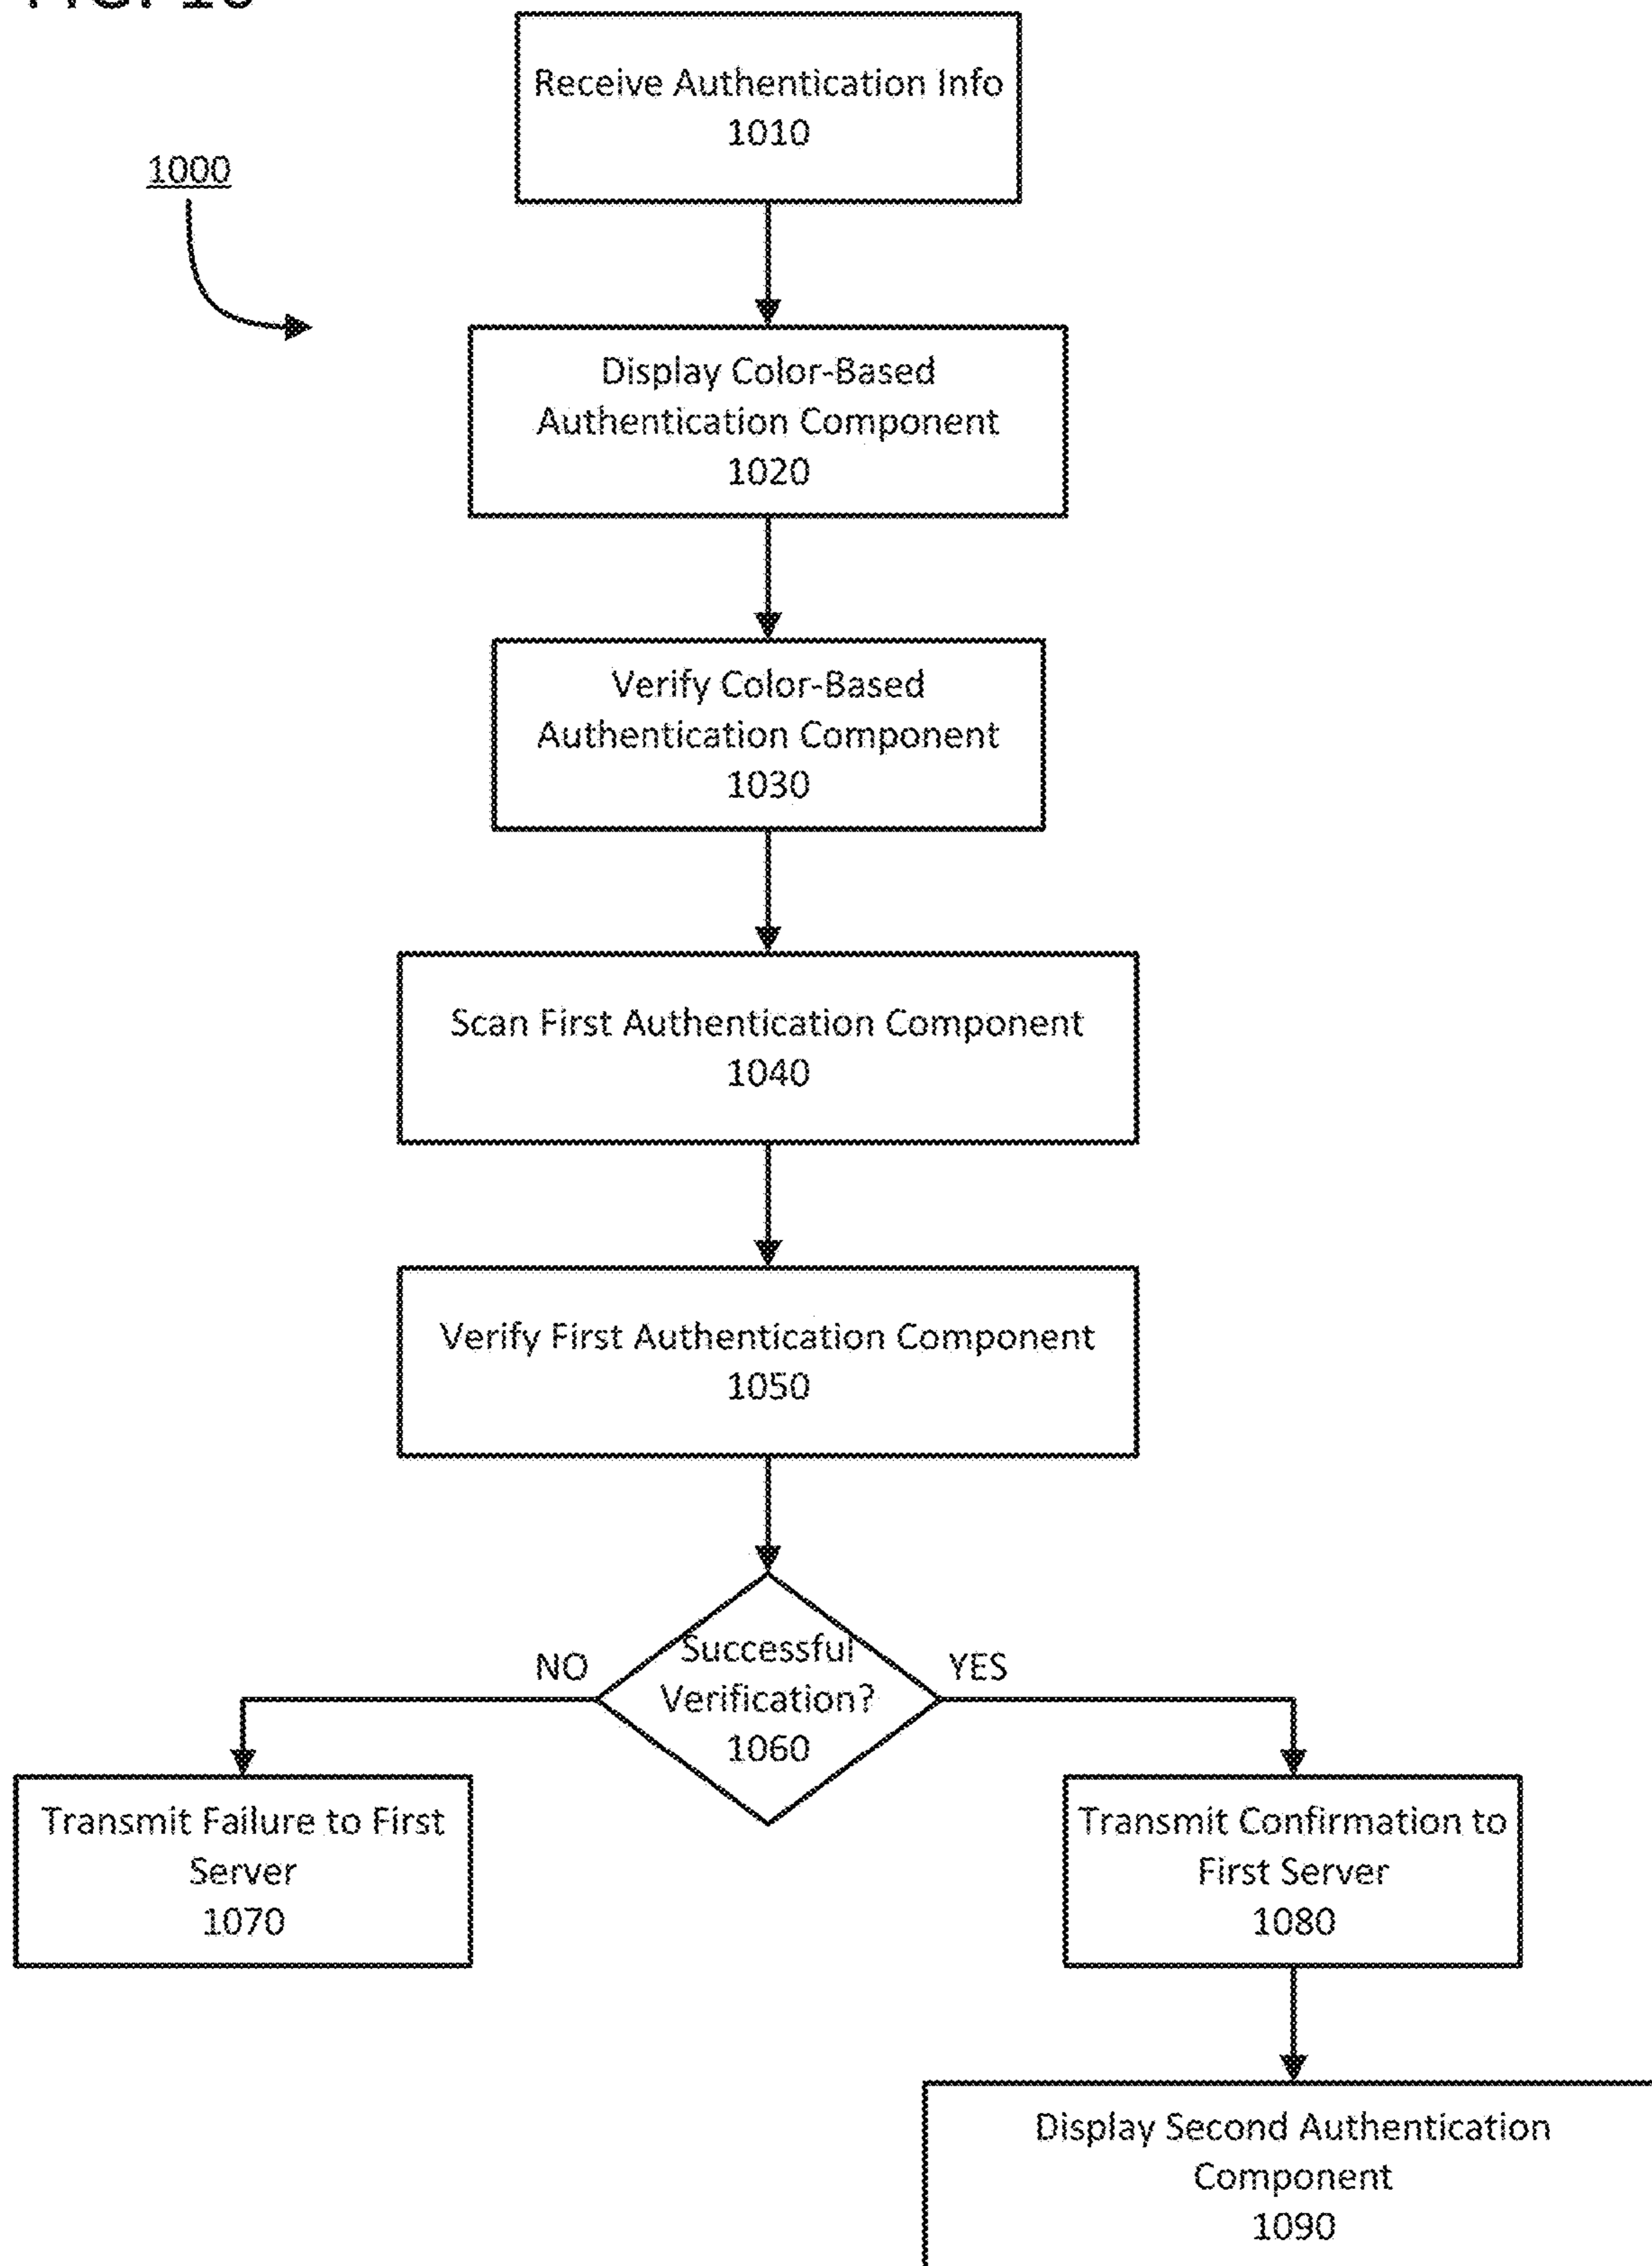 Receive Authentication Info
1010
1000
Display Color-Based
Authentication Component
1020
Verify Color-Based
Authentication Component
1030
Scan First Authentication Component
1040
Verify First Authentication Component
1050
Successful
Verification?
1060
NO
YES
Transmit Failure to First
Server
1070
Transmit Confirmation to
First Server
1080
Display Second Authentication
Component
1090